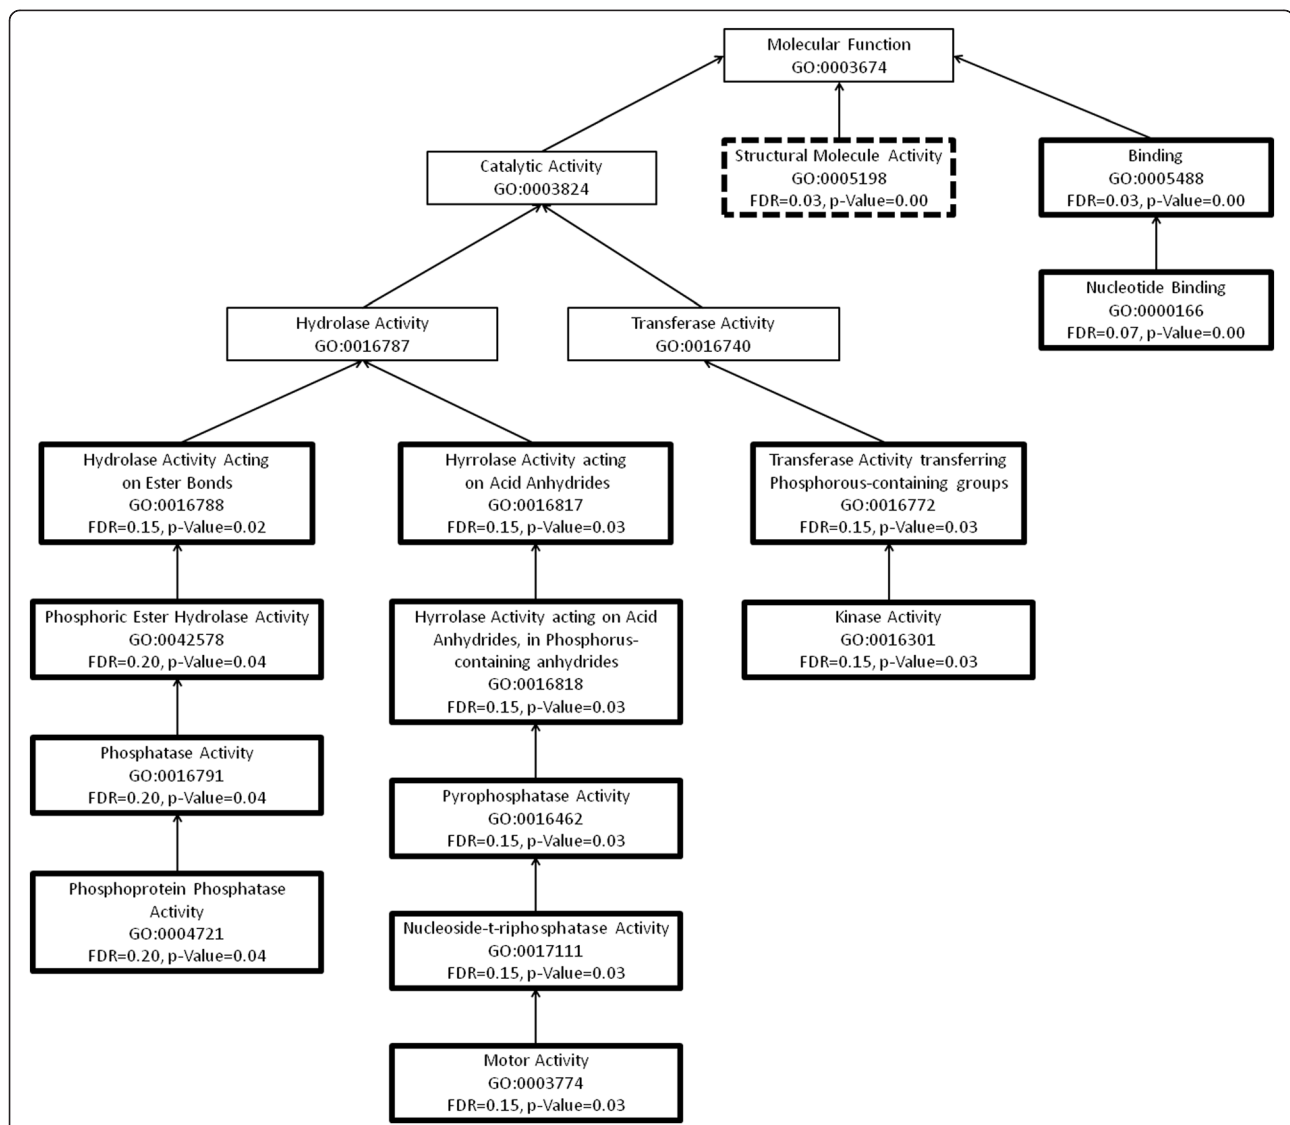 Molecular Function
GO:0003674
Catalytic Activity
GO:0003824
Structural Molecule Activity
GO:0005198
FDR=0.03, p-Value=0.00
Binding
GO:0005488
FDR=0.03, p-Value=0.00
Nucleotide Binding
GO:0000166
FDR=0.07, p-Value=0.00
Hydrolase Activity
GO:0016787
Transferase Activity
GO:0016740
Hydrolase Activity Acting
on Ester Bonds
GO:0016788
FDR=0.15, p-Value=0.02
Hyrrolase Activity acting
on Acid Anhydrides
GO:0016817
FDR=0.15, p-Value=0.03
Transferase Activity transferring
Phosphorous-containing groups
GO:0016772
FDR=0.15, p-Value=0.03
Phosphoric Ester Hydrolase Activity
GO:0042578
FDR=0.20, p-Value=0.04
Hyrrolase Activity acting on Acid
Anhydrides, in Phosphorus-
containing anhydrides
GO:0016818
FDR=0.15, p-Value=0.03
Kinase Activity
GO:0016301
FDR=0.15, p-Value=0.03
Phosphatase Activity
GO:0016791
FDR=0.20, p-Value=0.04
Pyrophosphatase Activity
GO:0016462
FDR=0.15, p-Value=0.03
Phosphoprotein Phosphatase
Activity
GO:0004721
FDR=0.20, p-Value=0.04
Nucleoside-t-riphosphatase Activity
GO:0017111
FDR=0.15, p-Value=0.03
Motor Activity
GO:0003774
FDR=0.15, p-Value=0.03